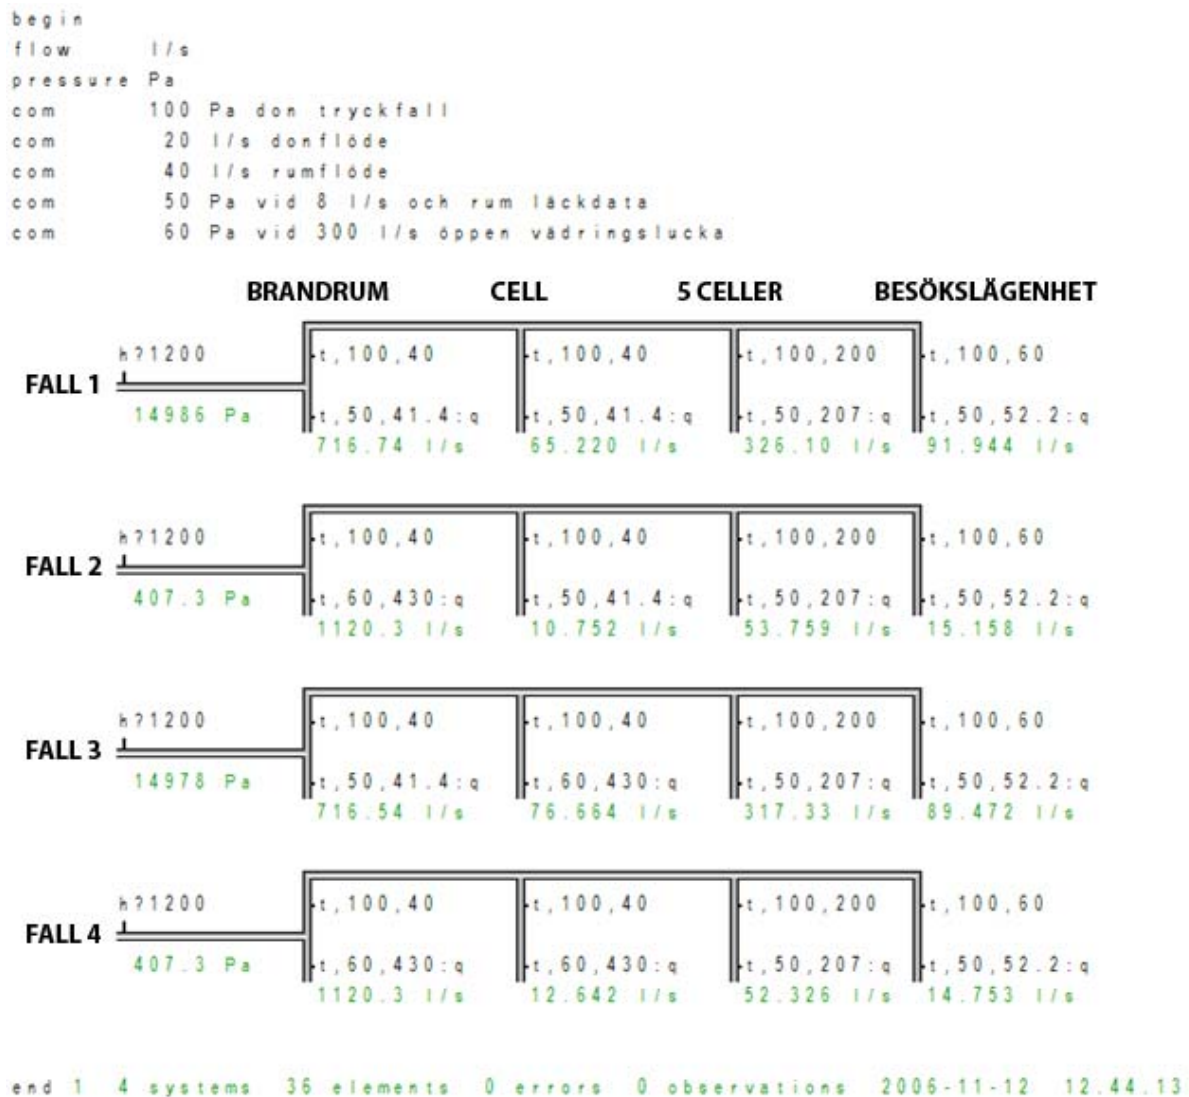 begin
flow l/s
pressure Pa
com 100 Pa don tryckfall
com 20 l/s donflöde
com 40 l/s rumflöde
com 50 Pa vid 8 l/s och rum läckdata
com 60 Pa vid 300 l/s öppen vädringslucka
BRANDRUM CELL 5 CELLER BESÖKSLÄGENHET
h?1200 t,100,40 t,100,40 t,100,200 t,100,60
FALL 1
14986 Pa t,50,41.4:q t,50,41.4:q t,50,207:q t,50,52.2:q
716.74 l/s 65.220 l/s 326.10 l/s 91.944 l/s
h?1200 t,100,40 t,100,40 t,100,200 t,100,60
FALL 2
407.3 Pa t,60,430:q t,50,41.4:q t,50,207:q t,50,52.2:q
1120.3 l/s 10.752 l/s 53.759 l/s 15.158 l/s
h?1200 t,100,40 t,100,40 t,100,200 t,100,60
FALL 3
14978 Pa t,50,41.4:q t,60,430:q t,50,207:q t,50,52.2:q
716.54 l/s 76.664 l/s 317.33 l/s 89.472 l/s
h?1200 t,100,40 t,100,40 t,100,200 t,100,60
FALL 4
407.3 Pa t,60,430:q t,60,430:q t,50,207:q t,50,52.2:q
1120.3 l/s 12.642 l/s 52.326 l/s 14.753 l/s
end 1 4 systems 36 elements 0 errors 0 observations 2006-11-12 12.44.13